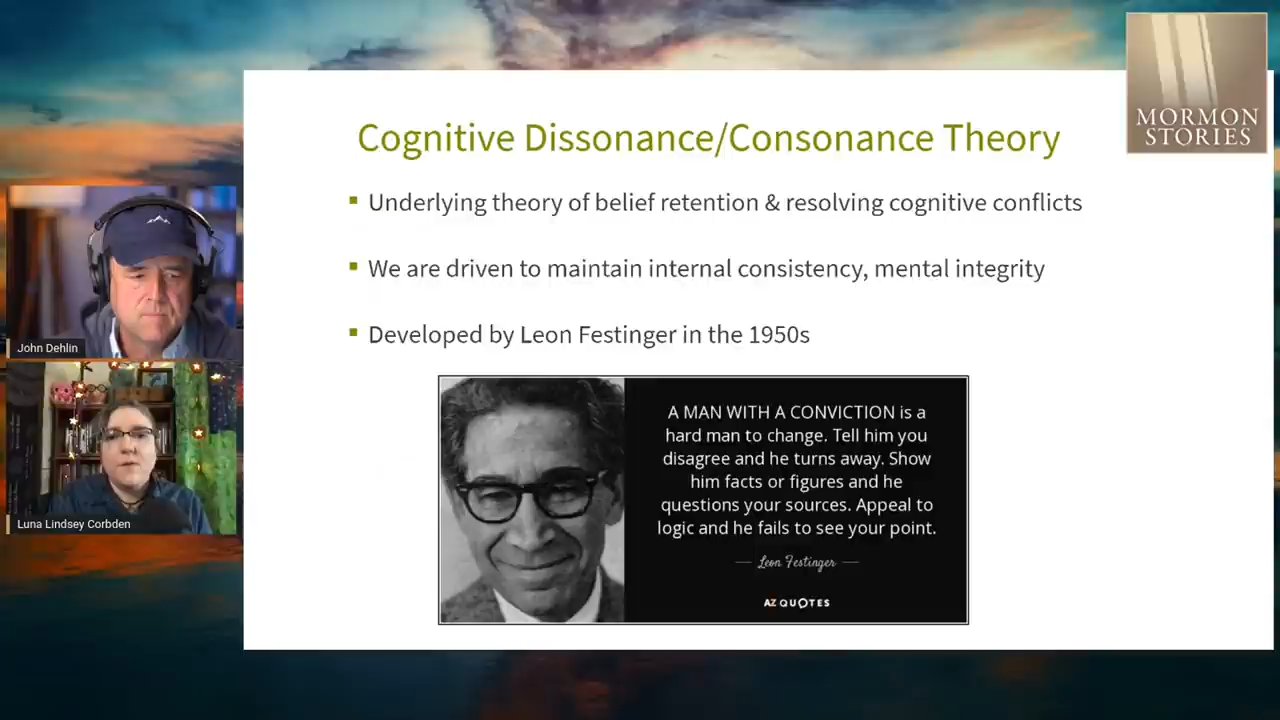 MORMON
STORIES
Cognitive Dissonance/Consonance Theory
Underlying theory of belief retention & resolving cognitive conflicts
We are driven to maintain internal consistency, mental integrity
Developed by Leon Festinger in the 1950s
A MAN WITH A CONVICTION is a
hard man to change. Tell him you
disagree and he turns away. Show
him facts or figures and he
questions your sources. Appeal to
logic and he fails to see your point.
Leon Festinger
AZ QUOTES
John Dehlin
Luna Lindsey Corbden